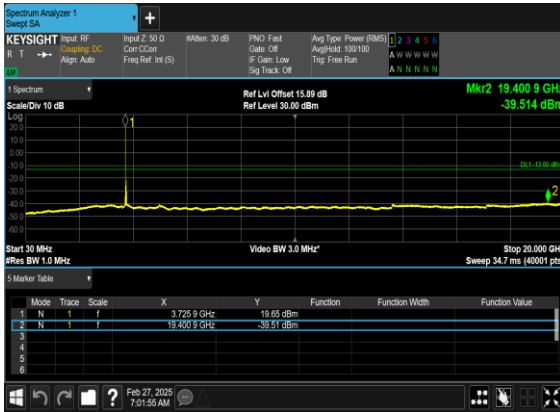 Spectrum Analyzer 1
Swept SA
+
KEYSIGHT Input: RF Input Z: 50 Ω #Atten: 30 dB PNO: Fast Avg Type: Power (RMS) 1 2 3 4 5 6
R T Coupling: DC Corr CCorr Gate: Off Avg|Hold: 100/100 A W W W W W
Align: Auto Freq Ref: Int (S) IF Gain: Low Trig: Free Run
Sig Track: Off A N N N N N
1 Spectrum Ref Lvl Offset 15.89 dB Mkr2 19.400 9 GHz
Scale/Div 10 dB Ref Level 30.00 dBm -39.514 dBm
Log
1
20.0
10.0
0.00
-10.0
DL1 -13.00 dBm
-20.0
-30.0
2
-40.0
-50.0
-60.0
Start 30 MHz Video BW 3.0 MHz* Stop 20.000 GHz
#Res BW 1.0 MHz Sweep 34.7 ms (40001 pts)
5 Marker Table
Mode Trace Scale X Y Function Function Width Function Value
1 N 1 f 3.725 9 GHz 19.65 dBm
2 N 1 f 19.400 9 GHz -39.51 dBm
3
4
5
6
? Feb 27, 2025
7:01:55 AM